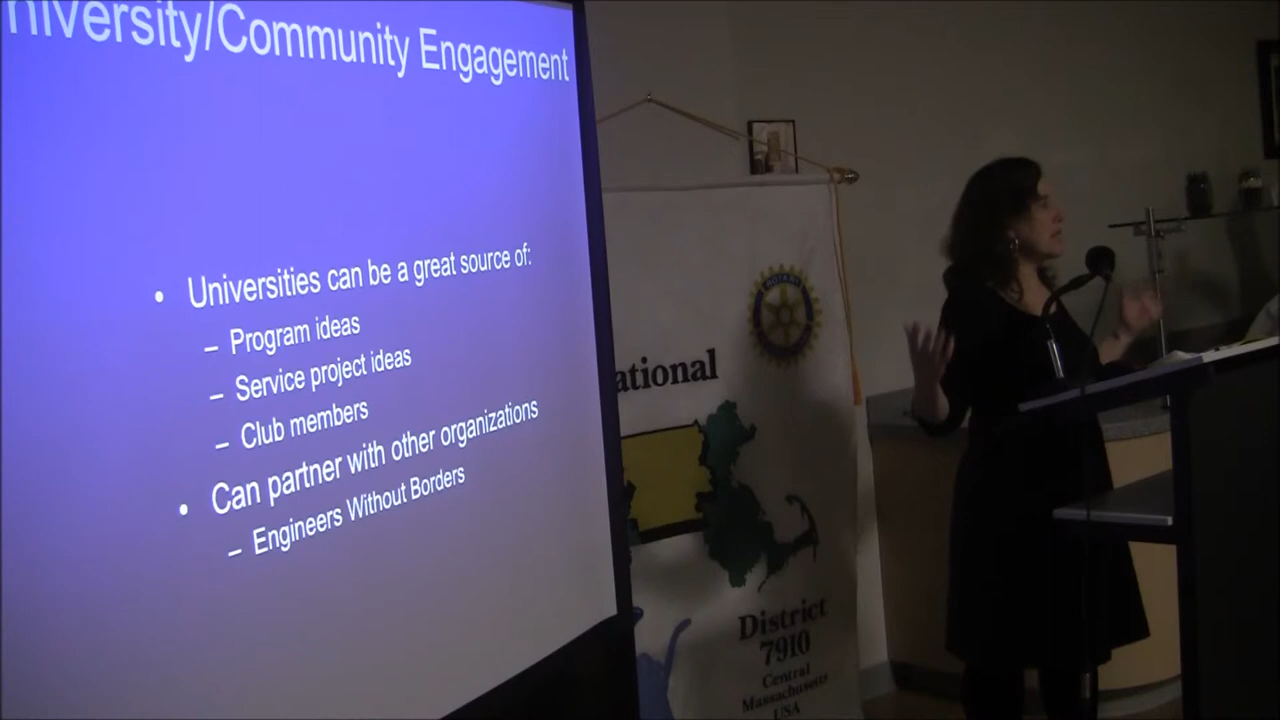 niversity/Community Engagement
• Universities can be a great source of:
– Program ideas
– Service project ideas
– Club members
• Can partner with other organizations
– Engineers Without Borders
ROTARY
ational
District
7910
Central
Massachusetts
USA